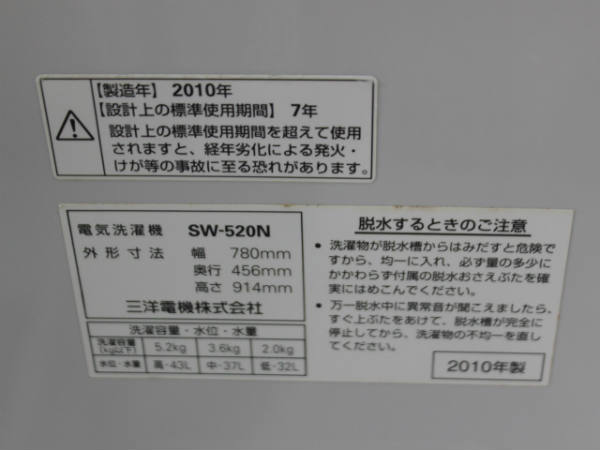 【製造年】 2010年
【設計上の標準使用期間】 7年
設計上の標準使用期間を超えて使用
されますと、経年劣化による発火・
けが等の事故に至る恐れがあります。
電気洗濯機 SW-520N
外形寸法 幅 780mm
奥行 456mm
高さ 914mm
三洋電機株式会社
洗濯容量・水位・水量
洗濯容量(kg以下) 5.2kg 3.6kg 2.0kg
水位・水量 高-43L 中-37L 低-32L
脱水するときのご注意
• 洗濯物が脱水槽からはみだすと危険で
すから、均一に入れ、必ず量の多少に
かかわらず付属の脱水おさえぶたを確
実にはめこんでください。
• 万一脱水中に異常音が聞こえましたら、
すぐ上ぶたをあけて、脱水槽が完全に
停止してから、洗濯物の不均一を直し
てください。
2010年製